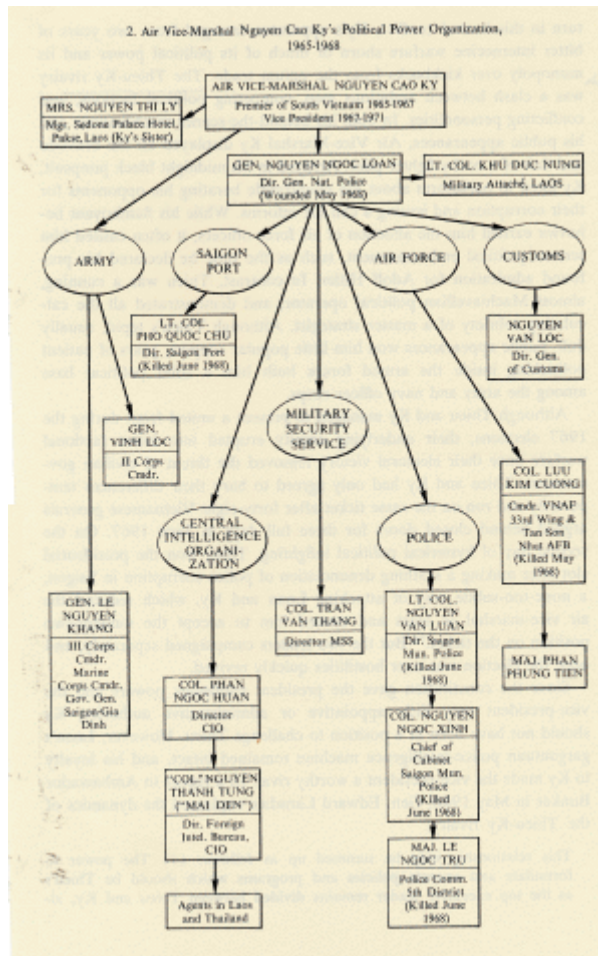 2. Air Vice-Marshal Nguyen Cao Ky's Political Power Organization,
1965-1968
AIR VICE-MARSHAL NGUYEN CAO KY
Premier of South Vietnam 1965-1967
Vice President 1967-1971
MRS. NGUYEN THI LY
Mgr. Sedone Palace Hotel,
Pakse, Laos (Ky's Sister)
GEN. NGUYEN NGOC LOAN
Dir. Gen. Nat. Police
(Wounded May 1968)
LT. COL. KHU DUC NUNG
Military Attaché, LAOS
ARMY
SAIGON
PORT
AIR FORCE
CUSTOMS
LT. COL.
PHO QUOC CHU
Dir. Saigon Port
(Killed June 1968)
NGUYEN
VAN LOC
Dir. Gen.
of Customs
GEN.
VINH LOC
II Corps
Cmdr.
MILITARY
SECURITY
SERVICE
COL. LUU
KIM CUONG
Cmdr. VNAF
33rd Wing &
Tan Son
Nhut AFB
(Killed May
1968)
CENTRAL
INTELLIGENCE
ORGANI-
ZATION
POLICE
GEN. LE
NGUYEN
KHANG
III Corps
Cmdr.
Marine
Corps Cmdr.
Gov. Gen.
Saigon-Gia
Dinh
COL. TRAN
VAN THANG
Director MSS
LT. COL.
NGUYEN
VAN LUAN
Dir. Saigon
Mun. Police
(Killed June
1968)
MAJ. PHAN
PHUNG TIEN
COL. PHAN
NGOC HUAN
Director
CIO
COL. NGUYEN
NGOC XINH
Chief of
Cabinet
Saigon Mun.
Police
(Killed
June 1968)
"COL." NGUYEN
THANH TUNG
("MAI DEN")
Dir. Foreign
Intel. Bureau,
CIO
MAJ. LE
NGOC TRU
Police Comm.
5th District
(Killed June
1968)
Agents in Laos
and Thailand